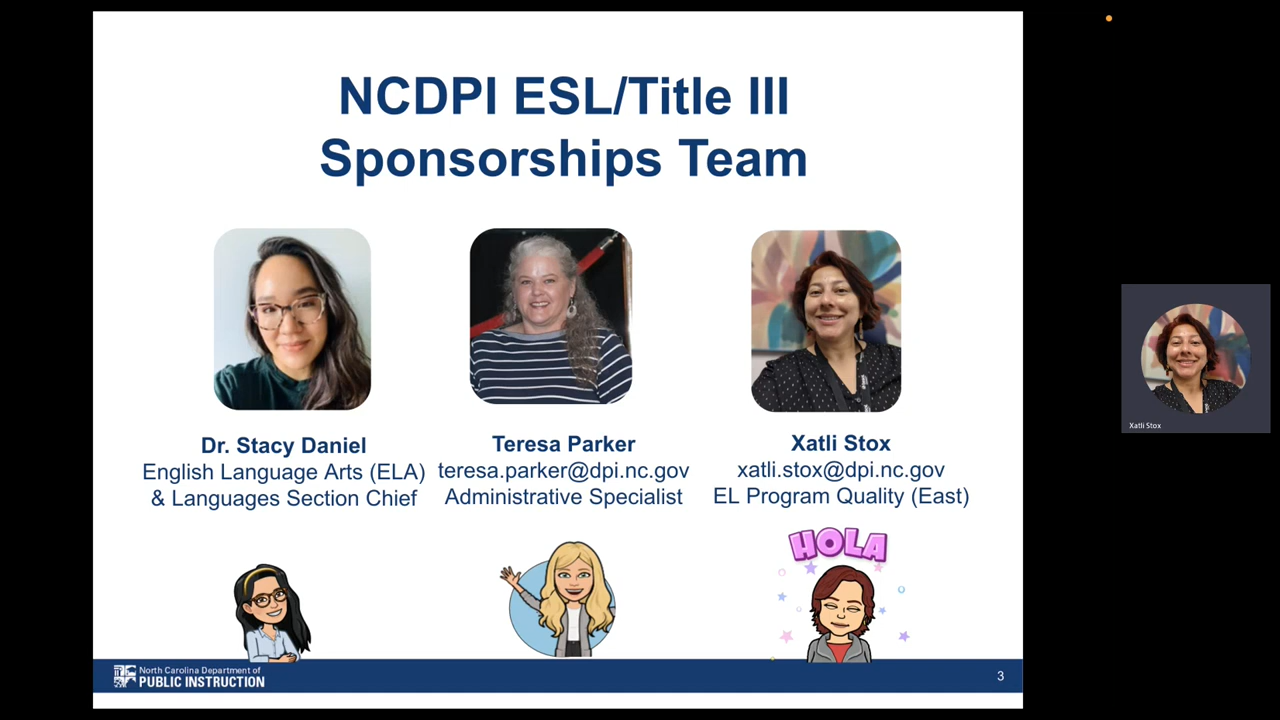 NCDPI ESL/Title III
Sponsorships Team
Dr. Stacy Daniel
English Language Arts (ELA)
& Languages Section Chief
Teresa Parker
teresa.parker@dpi.nc.gov
Administrative Specialist
Xatli Stox
xatli.stox@dpi.nc.gov
EL Program Quality (East)
HOLA
North Carolina Department of
PUBLIC INSTRUCTION
3
Xatli Stox